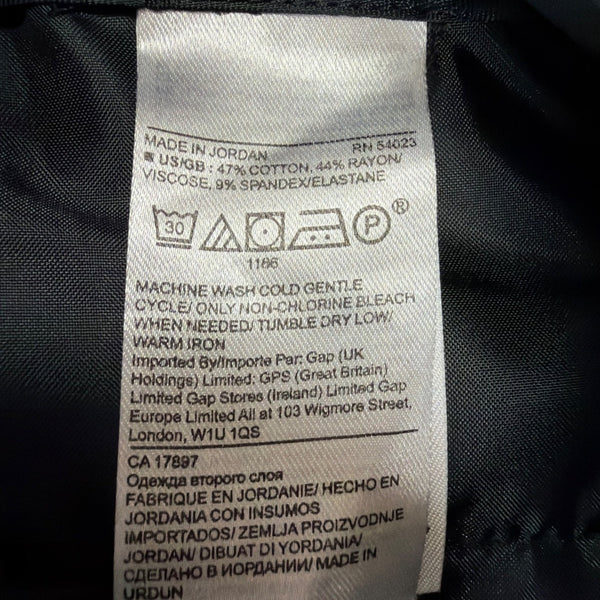 MADE IN JORDAN RN 54023
■ US/GB : 47% COTTON, 44% RAYON/
VISCOSE, 9% SPANDEX/ELASTANE
30 P ®
1166
MACHINE WASH COLD GENTLE
CYCLE/ ONLY NON-CHLORINE BLEACH
WHEN NEEDED/ TUMBLE DRY LOW/
WARM IRON
Imported By/Importe Par: Gap (UK
Holdings) Limited: GPS (Great Britain)
Limited Gap Stores (Ireland) Limited Gap
Europe Limited All at 103 Wigmore Street,
London, W1U 1QS
CA 17897
Одежда второго слоя
FABRIQUE EN JORDANIE/ HECHO EN
JORDANIA CON INSUMOS
IMPORTADOS/ ZEMLJA PROIZVODNJE
JORDAN/ DIBUAT DI YORDANIA/
СДЕЛАНО В ИОРДАНИИ/ MADE IN
URDUN